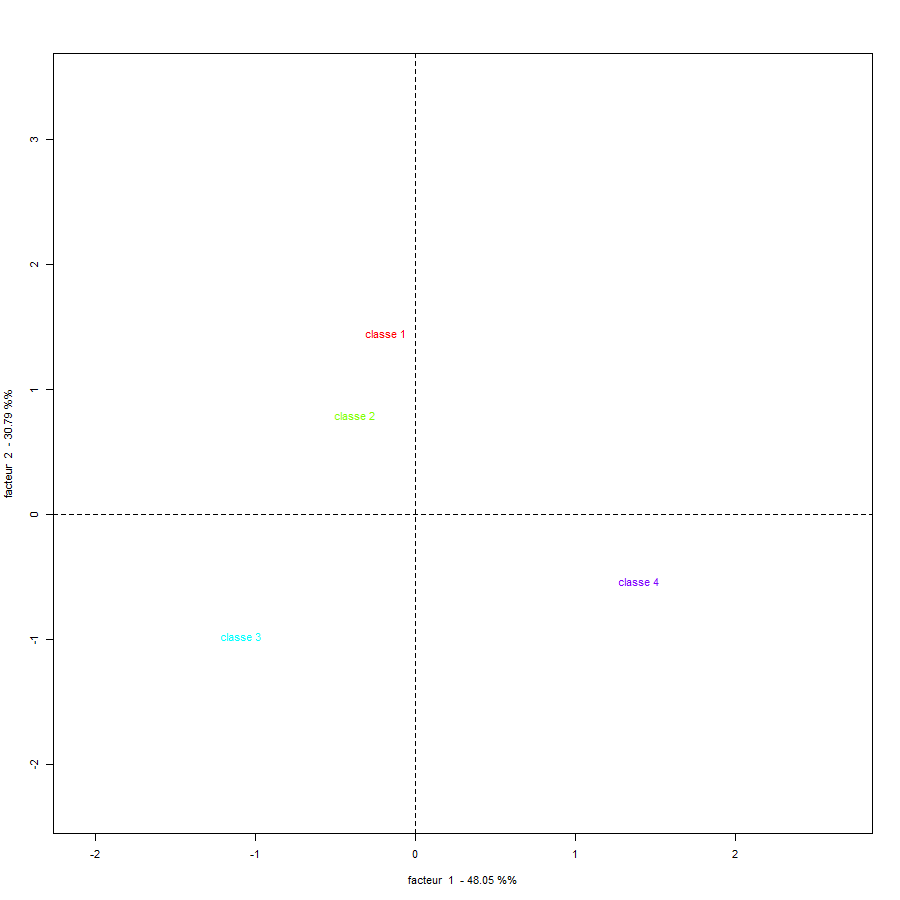 3
2
classe 1
1
classe 2
facteur 2 - 30.79 %%
0
classe 4
-1
classe 3
-2
-2 -1 0 1 2
facteur 1 - 48.05 %%